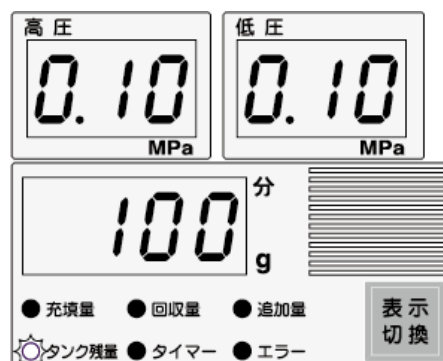 高圧 低圧
0.10 0.10
MPa MPa
分
100
g
●充填量 ●回収量 ●追加量
タンク残量 ●タイマー ●エラー
表示
切換